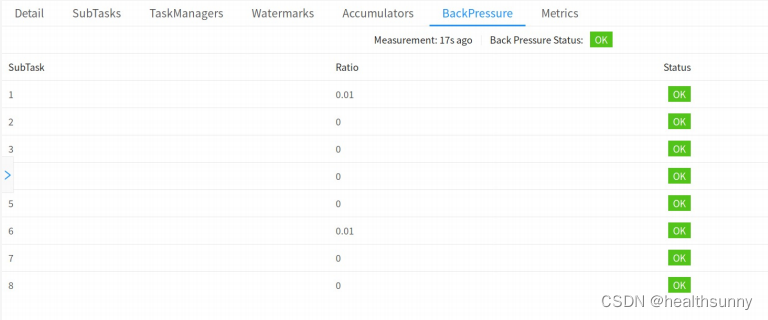 Detail SubTasks TaskManagers Watermarks Accumulators BackPressure Metrics
Measurement: 17s ago Back Pressure Status: OK
SubTask Ratio Status
1 0.01 OK
2 0 OK
3 0 OK
0 OK
5 0 OK
6 0.01 OK
7 0 OK
8 0 OK
CSDN @healthsunny